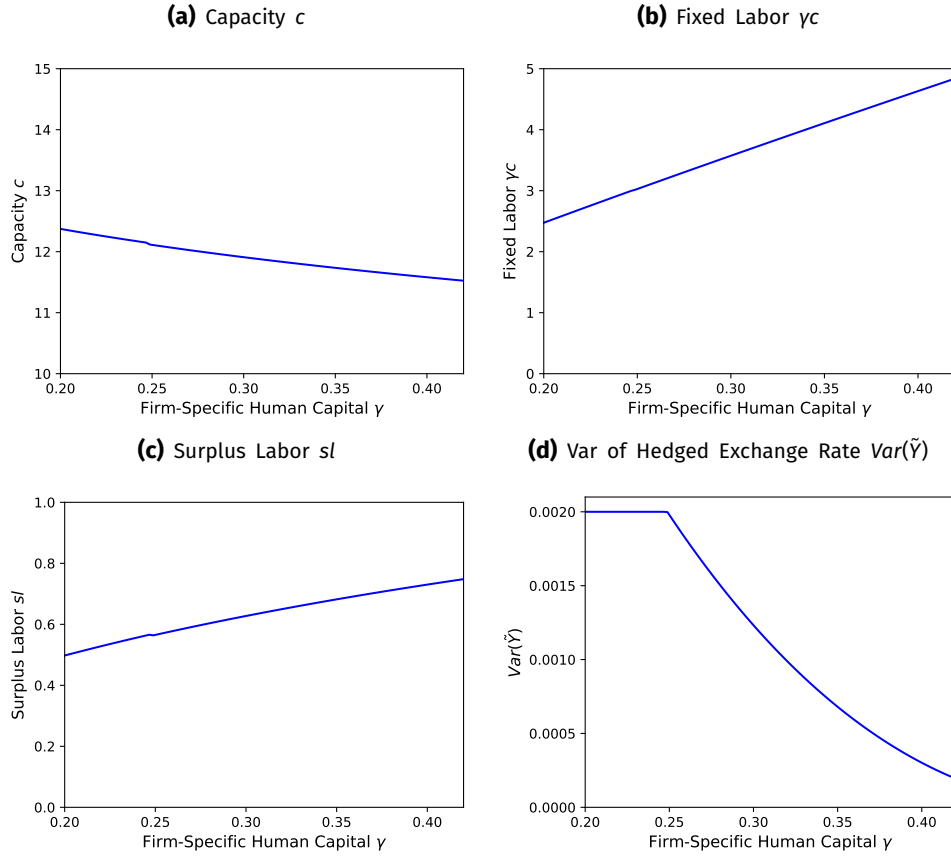 (a) Capacity c
15
14
13
12
11
10
Capacity c
0.20 0.25 0.30 0.35 0.40
Firm-Specific Human Capital γ
(b) Fixed Labor γc
5
4
3
2
1
0
Fixed Labor γc
0.20 0.25 0.30 0.35 0.40
Firm-Specific Human Capital γ
(c) Surplus Labor sl
1.0
0.8
0.6
0.4
0.2
0.0
Surplus Labor sl
0.20 0.25 0.30 0.35 0.40
Firm-Specific Human Capital γ
(d) Var of Hedged Exchange Rate Var(Ỹ)
0.0020
0.0015
0.0010
0.0005
0.0000
Var(Ỹ)
0.20 0.25 0.30 0.35 0.40
Firm-Specific Human Capital γ